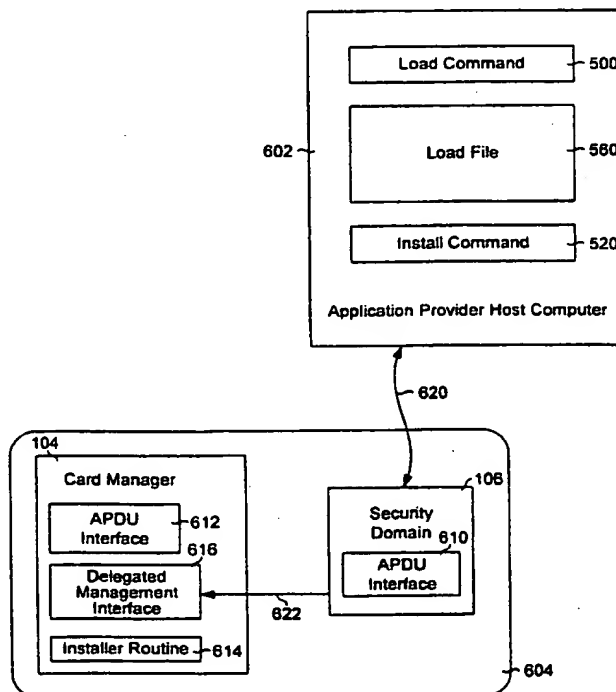 Load Command
500
602
Load File
560
Install Command
520
Application Provider Host Computer
620
104
Card Manager
106
APDU
Interface
612
Security
Domain
610
616
APDU
Interface
Delegated
Management
Interface
622
Installer Routine
614
604